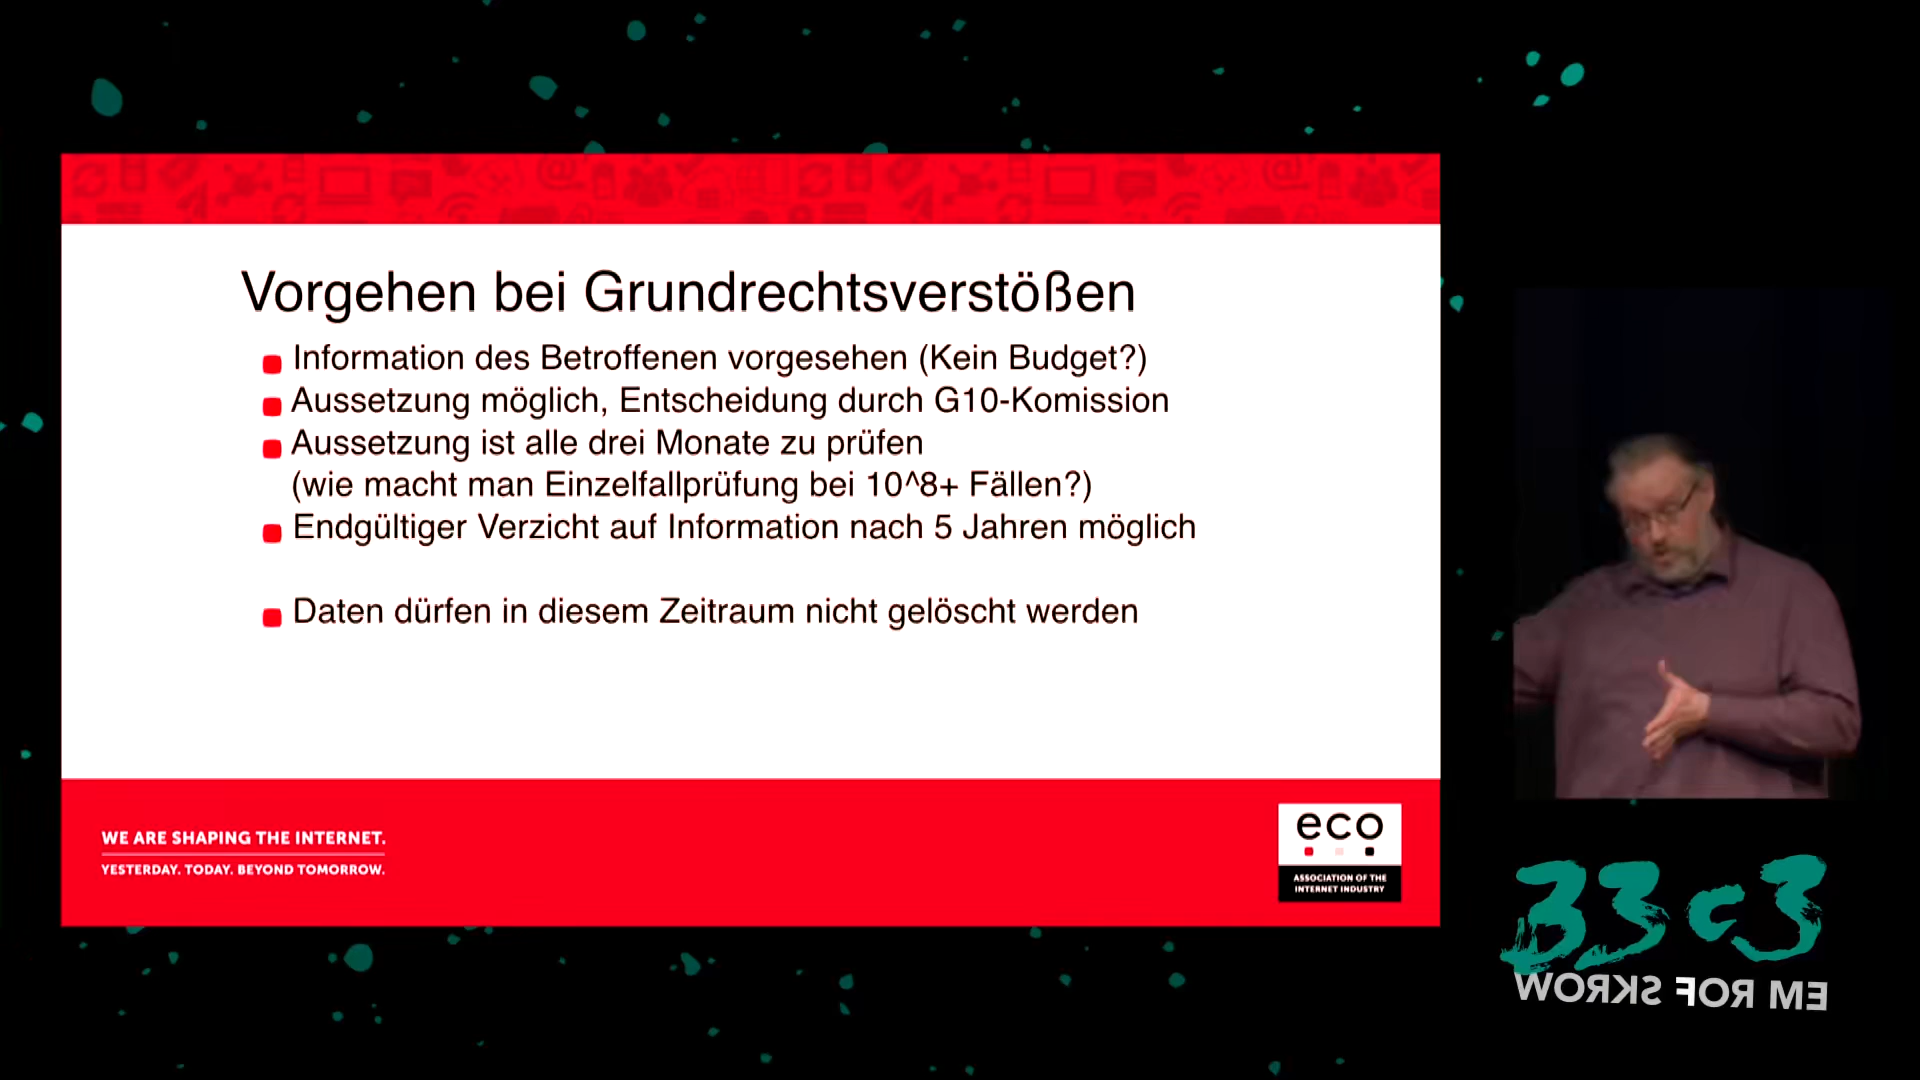 Vorgehen bei Grundrechtsverstößen
Information des Betroffenen vorgesehen (Kein Budget?)
Aussetzung möglich, Entscheidung durch G10-Komission
Aussetzung ist alle drei Monate zu prüfen
(wie macht man Einzelfallprüfung bei 10^8+ Fällen?)
Endgültiger Verzicht auf Information nach 5 Jahren möglich
Daten dürfen in diesem Zeitraum nicht gelöscht werden
WE ARE SHAPING THE INTERNET.
YESTERDAY. TODAY. BEYOND TOMORROW.
eco
ASSOCIATION OF THE
INTERNET INDUSTRY
33c3
WORKS FOR ME